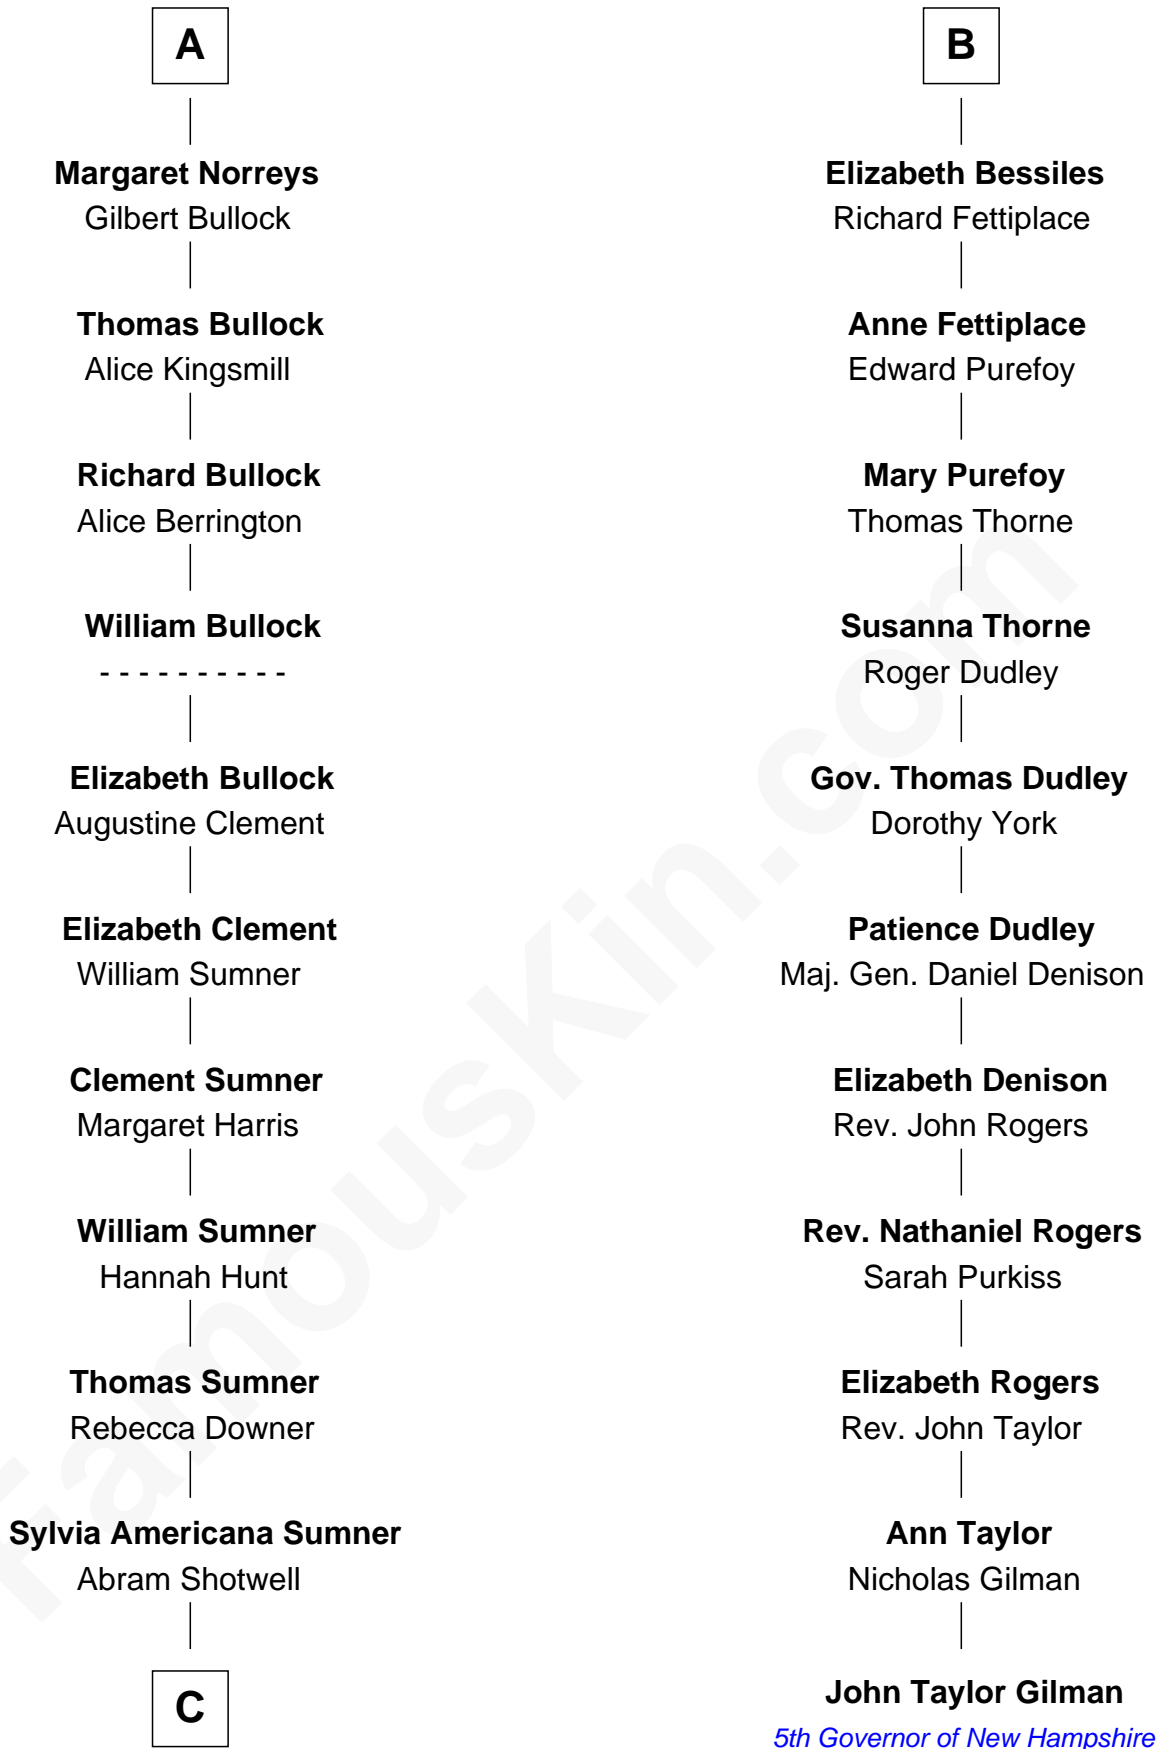 A
Margaret Norreys
Gilbert Bullock
Thomas Bullock
Alice Kingsmill
Richard Bullock
Alice Berrington
William Bullock
- - - - - - - - - -
Elizabeth Bullock
Augustine Clement
Elizabeth Clement
William Sumner
Clement Sumner
Margaret Harris
William Sumner
Hannah Hunt
Thomas Sumner
Rebecca Downer
Sylvia Americana Sumner
Abram Shotwell
C
B
Elizabeth Bessiles
Richard Fettiplace
Anne Fettiplace
Edward Purefoy
Mary Purefoy
Thomas Thorne
Susanna Thorne
Roger Dudley
Gov. Thomas Dudley
Dorothy York
Patience Dudley
Maj. Gen. Daniel Denison
Elizabeth Denison
Rev. John Rogers
Rev. Nathaniel Rogers
Sarah Purkiss
Elizabeth Rogers
Rev. John Taylor
Ann Taylor
Nicholas Gilman
John Taylor Gilman
5th Governor of New Hampshire
FamousKin.com